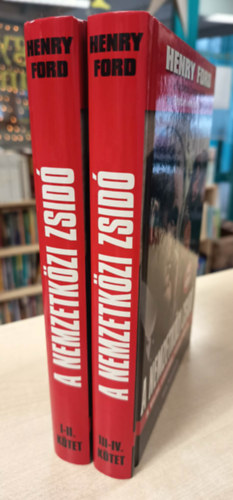 HENRY
FORD
A NEMZETKÖZI ZSIDÓ
I-II.
KÖTET
HENRY
FORD
A NEMZETKÖZI ZSIDÓ
III-IV.
KÖTET
HENRY FORD